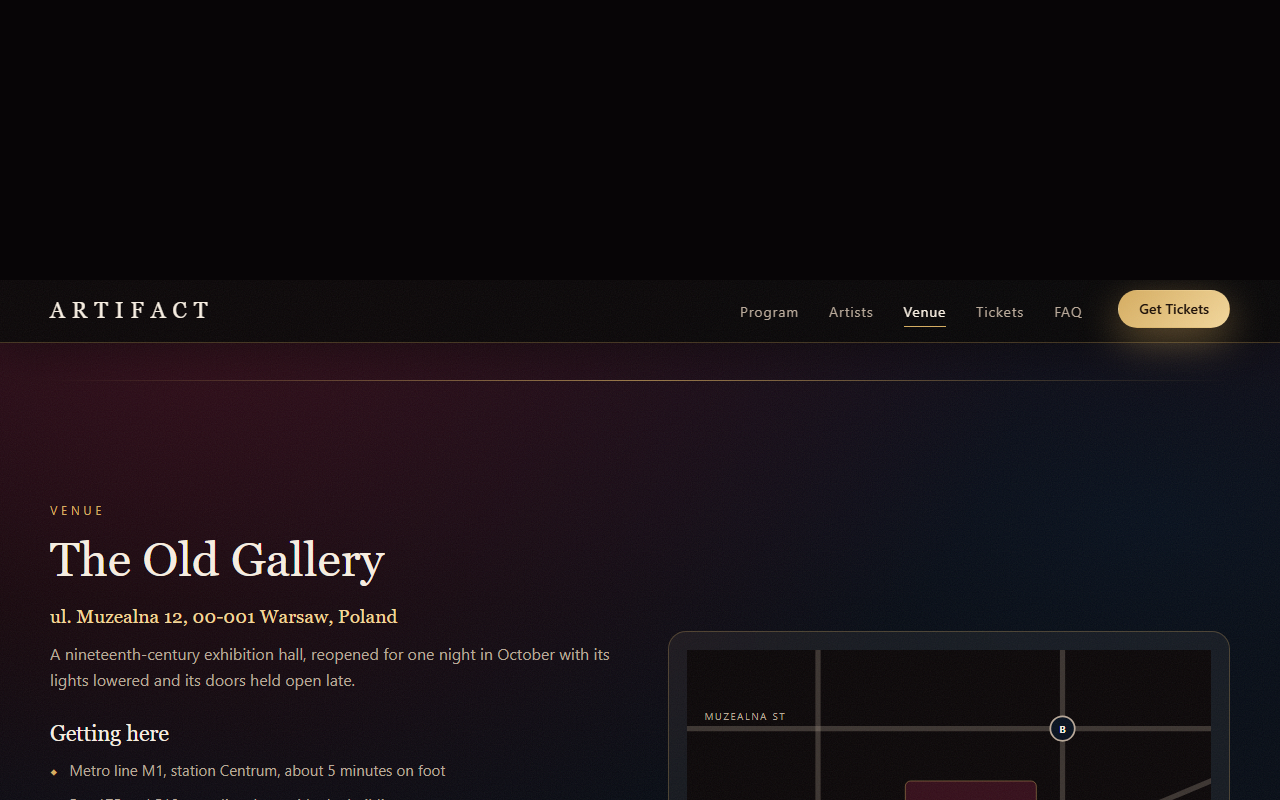 ARTIFACT
Program Artists Venue Tickets FAQ Get Tickets
VENUE
The Old Gallery
ul. Muzealna 12, 00-001 Warsaw, Poland
A nineteenth-century exhibition hall, reopened for one night in October with its
lights lowered and its doors held open late.
MUZEALNA ST
B
Getting here
Metro line M1, station Centrum, about 5 minutes on foot